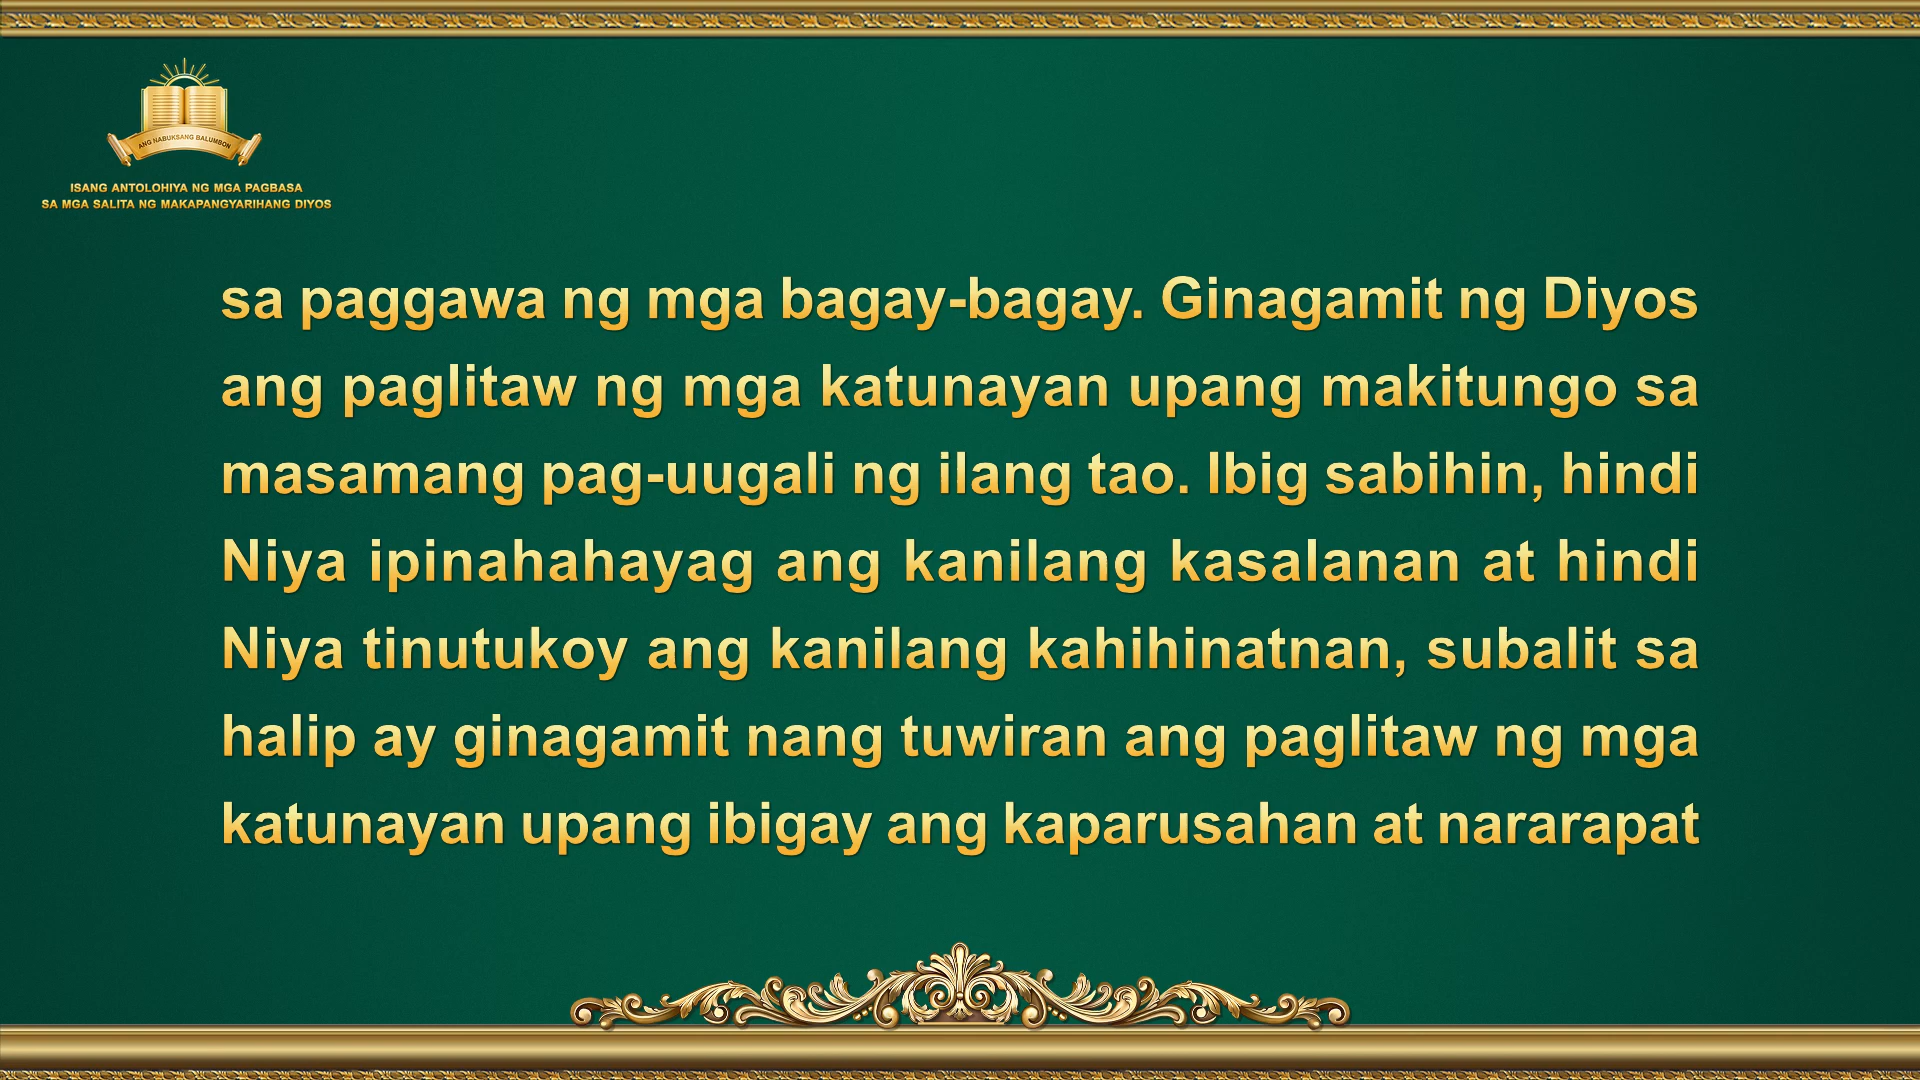 ANG NABUKSANG BALUMBON
ISANG ANTOLOHIYA NG MGA PAGBASA
SA MGA SALITA NG MAKAPANGYARIHANG DIYOS
sa paggawa ng mga bagay-bagay. Ginagamit ng Diyos
ang paglitaw ng mga katunayan upang makitungo sa
masamang pag-uugali ng ilang tao. Ibig sabihin, hindi
Niya ipinahahayag ang kanilang kasalanan at hindi
Niya tinutukoy ang kanilang kahihinatnan, subalit sa
halip ay ginagamit nang tuwiran ang paglitaw ng mga
katunayan upang ibigay ang kaparusahan at nararapat